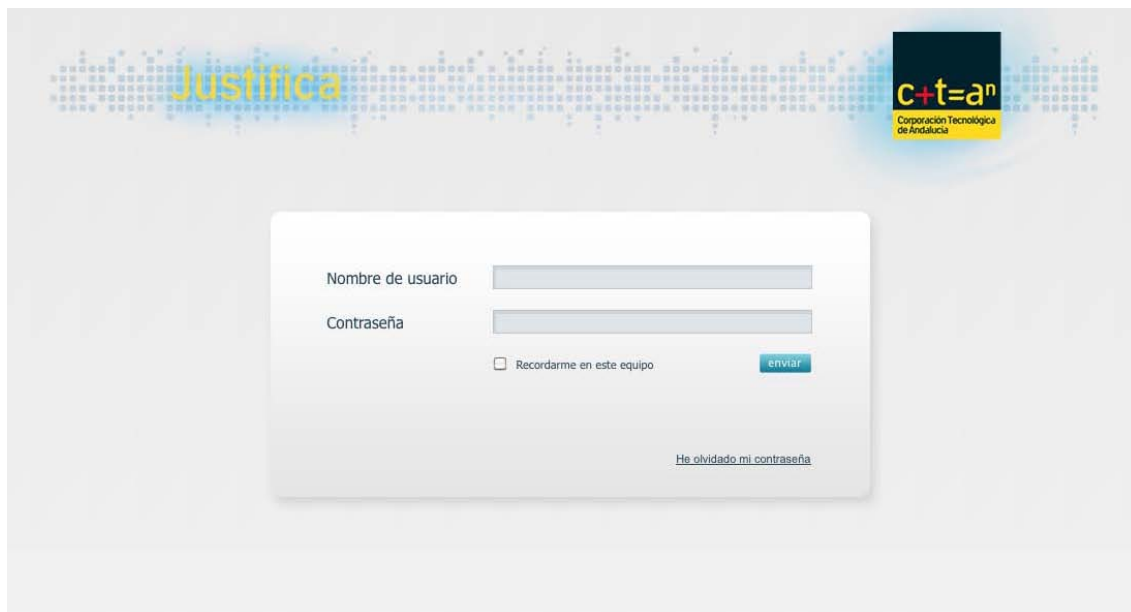 Justifica
c+t=aⁿ
Corporación Tecnológica
de Andalucía
Nombre de usuario
Contraseña
Recordarme en este equipo
enviar
He olvidado mi contraseña